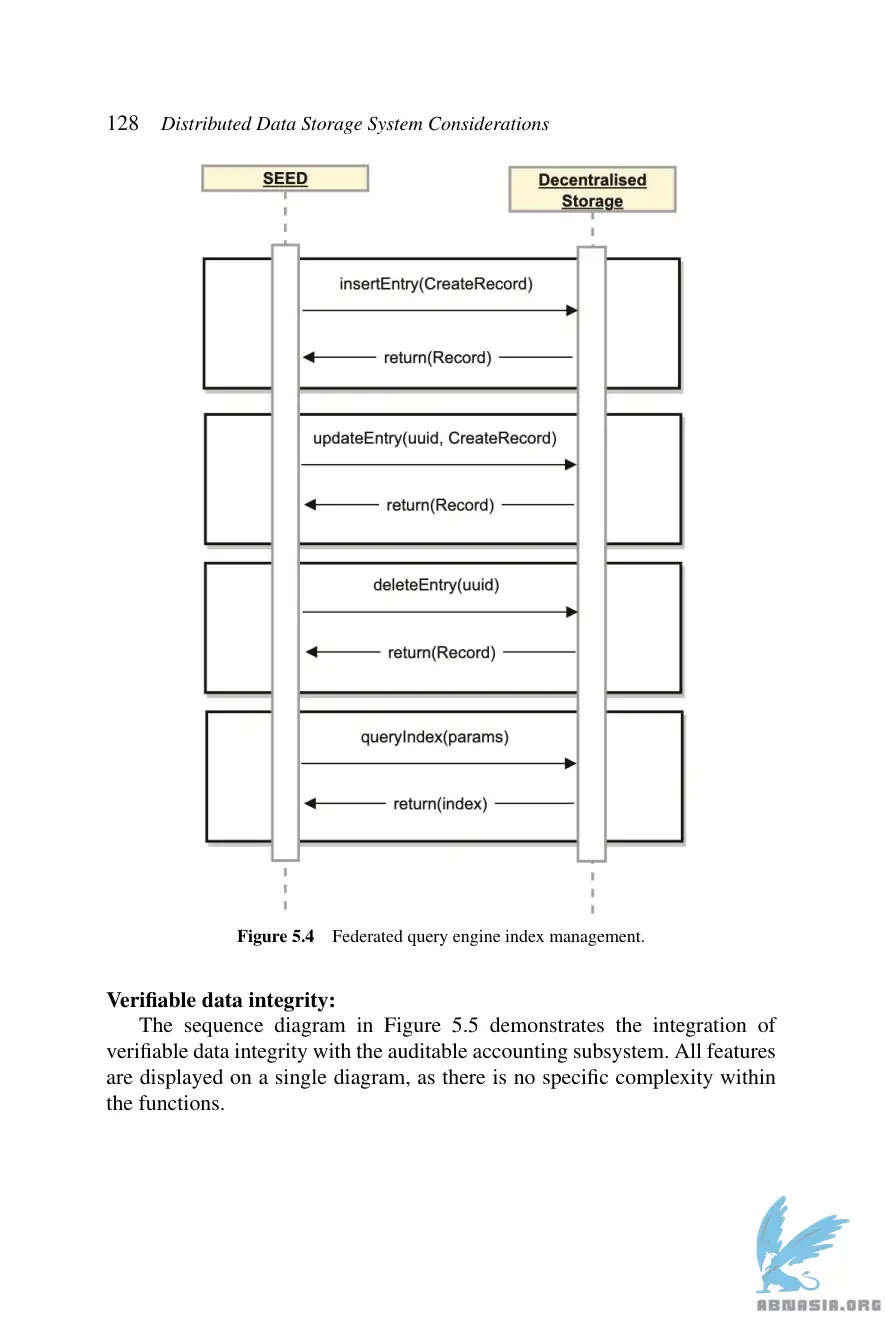 128 Distributed Data Storage System Considerations
SEED
Decentralised
Storage
insertEntry(CreateRecord)
return(Record)
updateEntry(uuid, CreateRecord)
return(Record)
deleteEntry(uuid)
return(Record)
queryIndex(params)
return(index)
Figure 5.4 Federated query engine index management.
Verifiable data integrity:
The sequence diagram in Figure 5.5 demonstrates the integration of
verifiable data integrity with the auditable accounting subsystem. All features
are displayed on a single diagram, as there is no specific complexity within
the functions.
ABNASIA.ORG